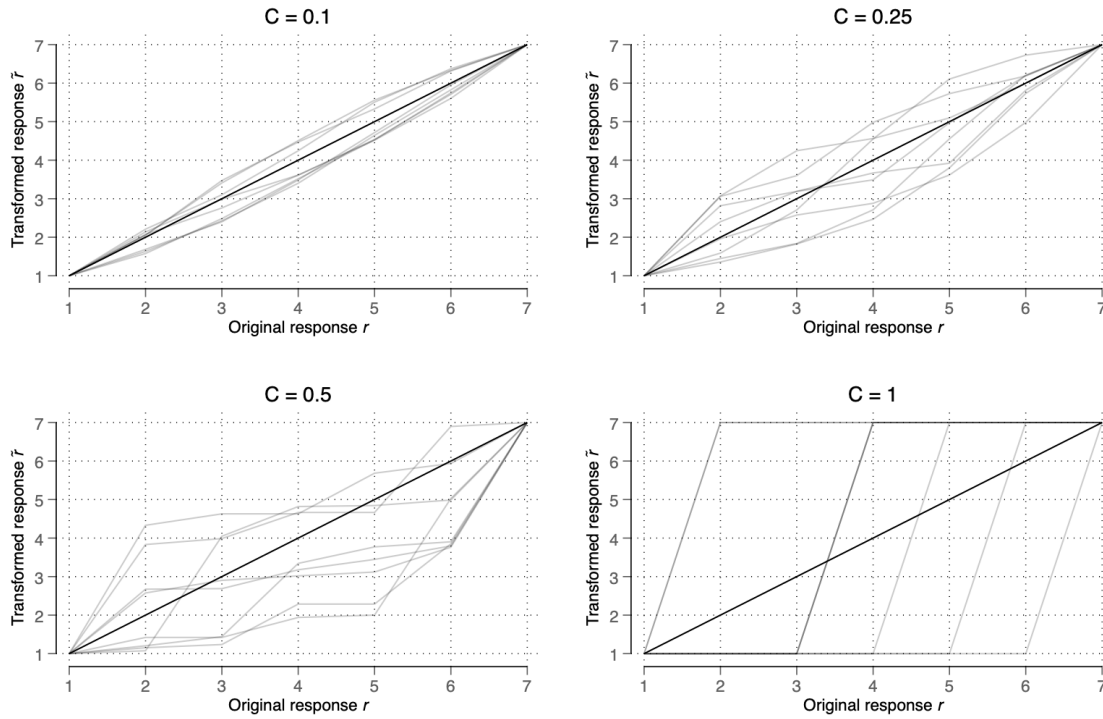 C = 0.1
C = 0.25
7
6
5
4
3
2
1
Transformed response r̃
1 2 3 4 5 6 7
Original response r
7
6
5
4
3
2
1
Transformed response r̃
1 2 3 4 5 6 7
Original response r
C = 0.5
C = 1
7
6
5
4
3
2
1
Transformed response r̃
1 2 3 4 5 6 7
Original response r
7
6
5
4
3
2
1
Transformed response r̃
1 2 3 4 5 6 7
Original response r